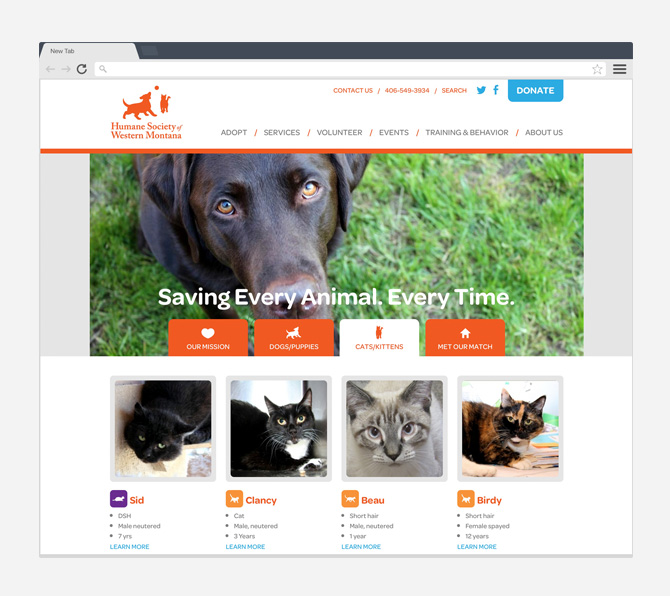 New Tab
CONTACT US / 406-549-3934 / SEARCH
DONATE
Humane Society of
Western Montana
ADOPT / SERVICES / VOLUNTEER / EVENTS / TRAINING & BEHAVIOR / ABOUT US
Saving Every Animal. Every Time.
OUR MISSION DOGS/PUPPIES CATS/KITTENS MET OUR MATCH
Sid
• DSH
• Male neutered
• 7 yrs
LEARN MORE
Clancy
• Cat
• Male, neutered
• 3 Years
LEARN MORE
Beau
• Short hair
• Male, neutered
• 1 year
LEARN MORE
Birdy
• Short hair
• Female spayed
• 12 years
LEARN MORE